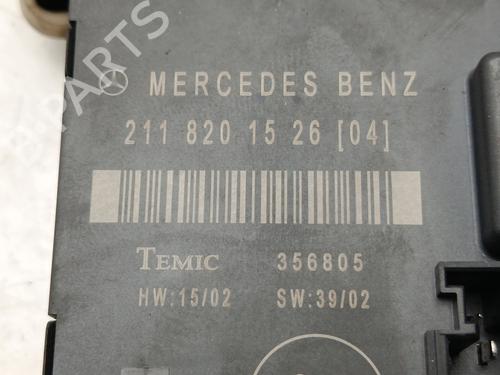 MERCEDES BENZ
211 820 15 26 [04]
TEMIC 356805
HW:15/02 SW:39/02
B-PARTS